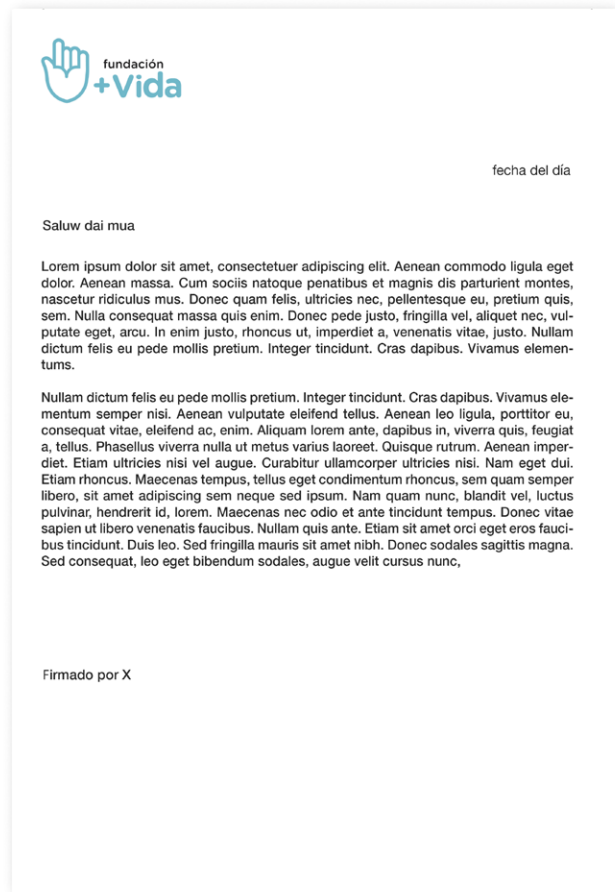 fundación
+Vida
fecha del día
Saluw dai mua
Lorem ipsum dolor sit amet, consectetuer adipiscing elit. Aenean commodo ligula eget
dolor. Aenean massa. Cum sociis natoque penatibus et magnis dis parturient montes,
nascetur ridiculus mus. Donec quam felis, ultricies nec, pellentesque eu, pretium quis,
sem. Nulla consequat massa quis enim. Donec pede justo, fringilla vel, aliquet nec, vul-
putate eget, arcu. In enim justo, rhoncus ut, imperdiet a, venenatis vitae, justo. Nullam
dictum felis eu pede mollis pretium. Integer tincidunt. Cras dapibus. Vivamus elemen-
tums.
Nullam dictum felis eu pede mollis pretium. Integer tincidunt. Cras dapibus. Vivamus ele-
mentum semper nisi. Aenean vulputate eleifend tellus. Aenean leo ligula, porttitor eu,
consequat vitae, eleifend ac, enim. Aliquam lorem ante, dapibus in, viverra quis, feugiat
a, tellus. Phasellus viverra nulla ut metus varius laoreet. Quisque rutrum. Aenean imper-
diet. Etiam ultricies nisi vel augue. Curabitur ullamcorper ultricies nisi. Nam eget dui.
Etiam rhoncus. Maecenas tempus, tellus eget condimentum rhoncus, sem quam semper
libero, sit amet adipiscing sem neque sed ipsum. Nam quam nunc, blandit vel, luctus
pulvinar, hendrerit id, lorem. Maecenas nec odio et ante tincidunt tempus. Donec vitae
sapien ut libero venenatis faucibus. Nullam quis ante. Etiam sit amet orci eget eros fauci-
bus tincidunt. Duis leo. Sed fringilla mauris sit amet nibh. Donec sodales sagittis magna.
Sed consequat, leo eget bibendum sodales, augue velit cursus nunc,
Firmado por X